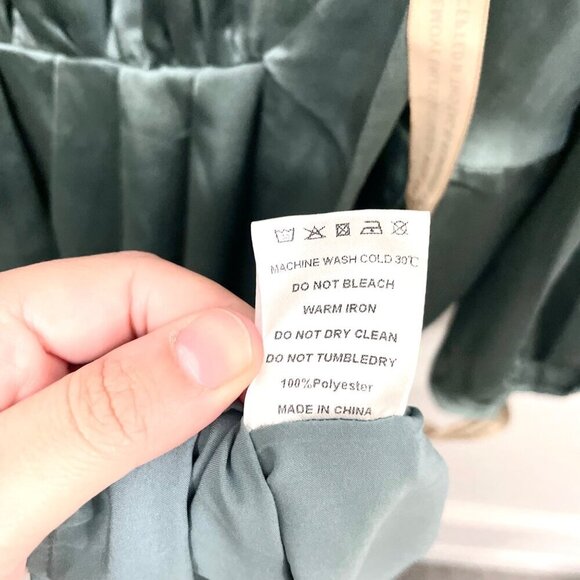 MACHINE WASH COLD 30℃
DO NOT BLEACH
WARM IRON
DO NOT DRY CLEAN
DO NOT TUMBLEDRY
100%Polyester
MADE IN CHINA